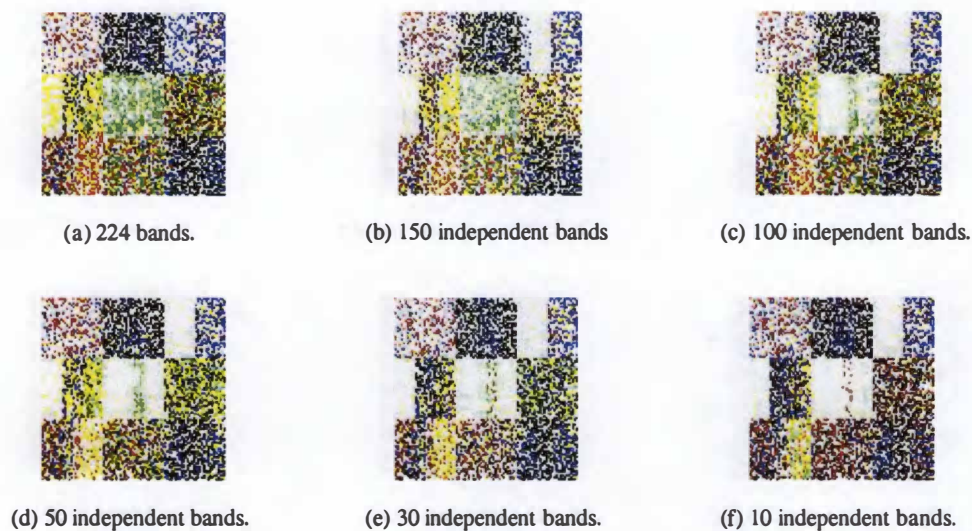 (a) 224 bands.
(b) 150 independent bands
(c) 100 independent bands.
(d) 50 independent bands.
(e) 30 independent bands.
(f) 10 independent bands.